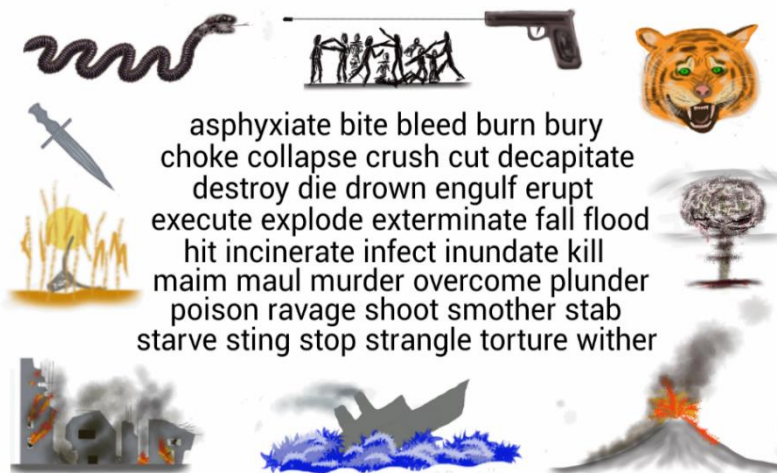 asphyxiate bite bleed burn bury
choke collapse crush cut decapitate
destroy die drown engulf erupt
execute explode exterminate fall flood
hit incinerate infect inundate kill
maim maul murder overcome plunder
poison ravage shoot smother stab
starve sting stop strangle torture wither